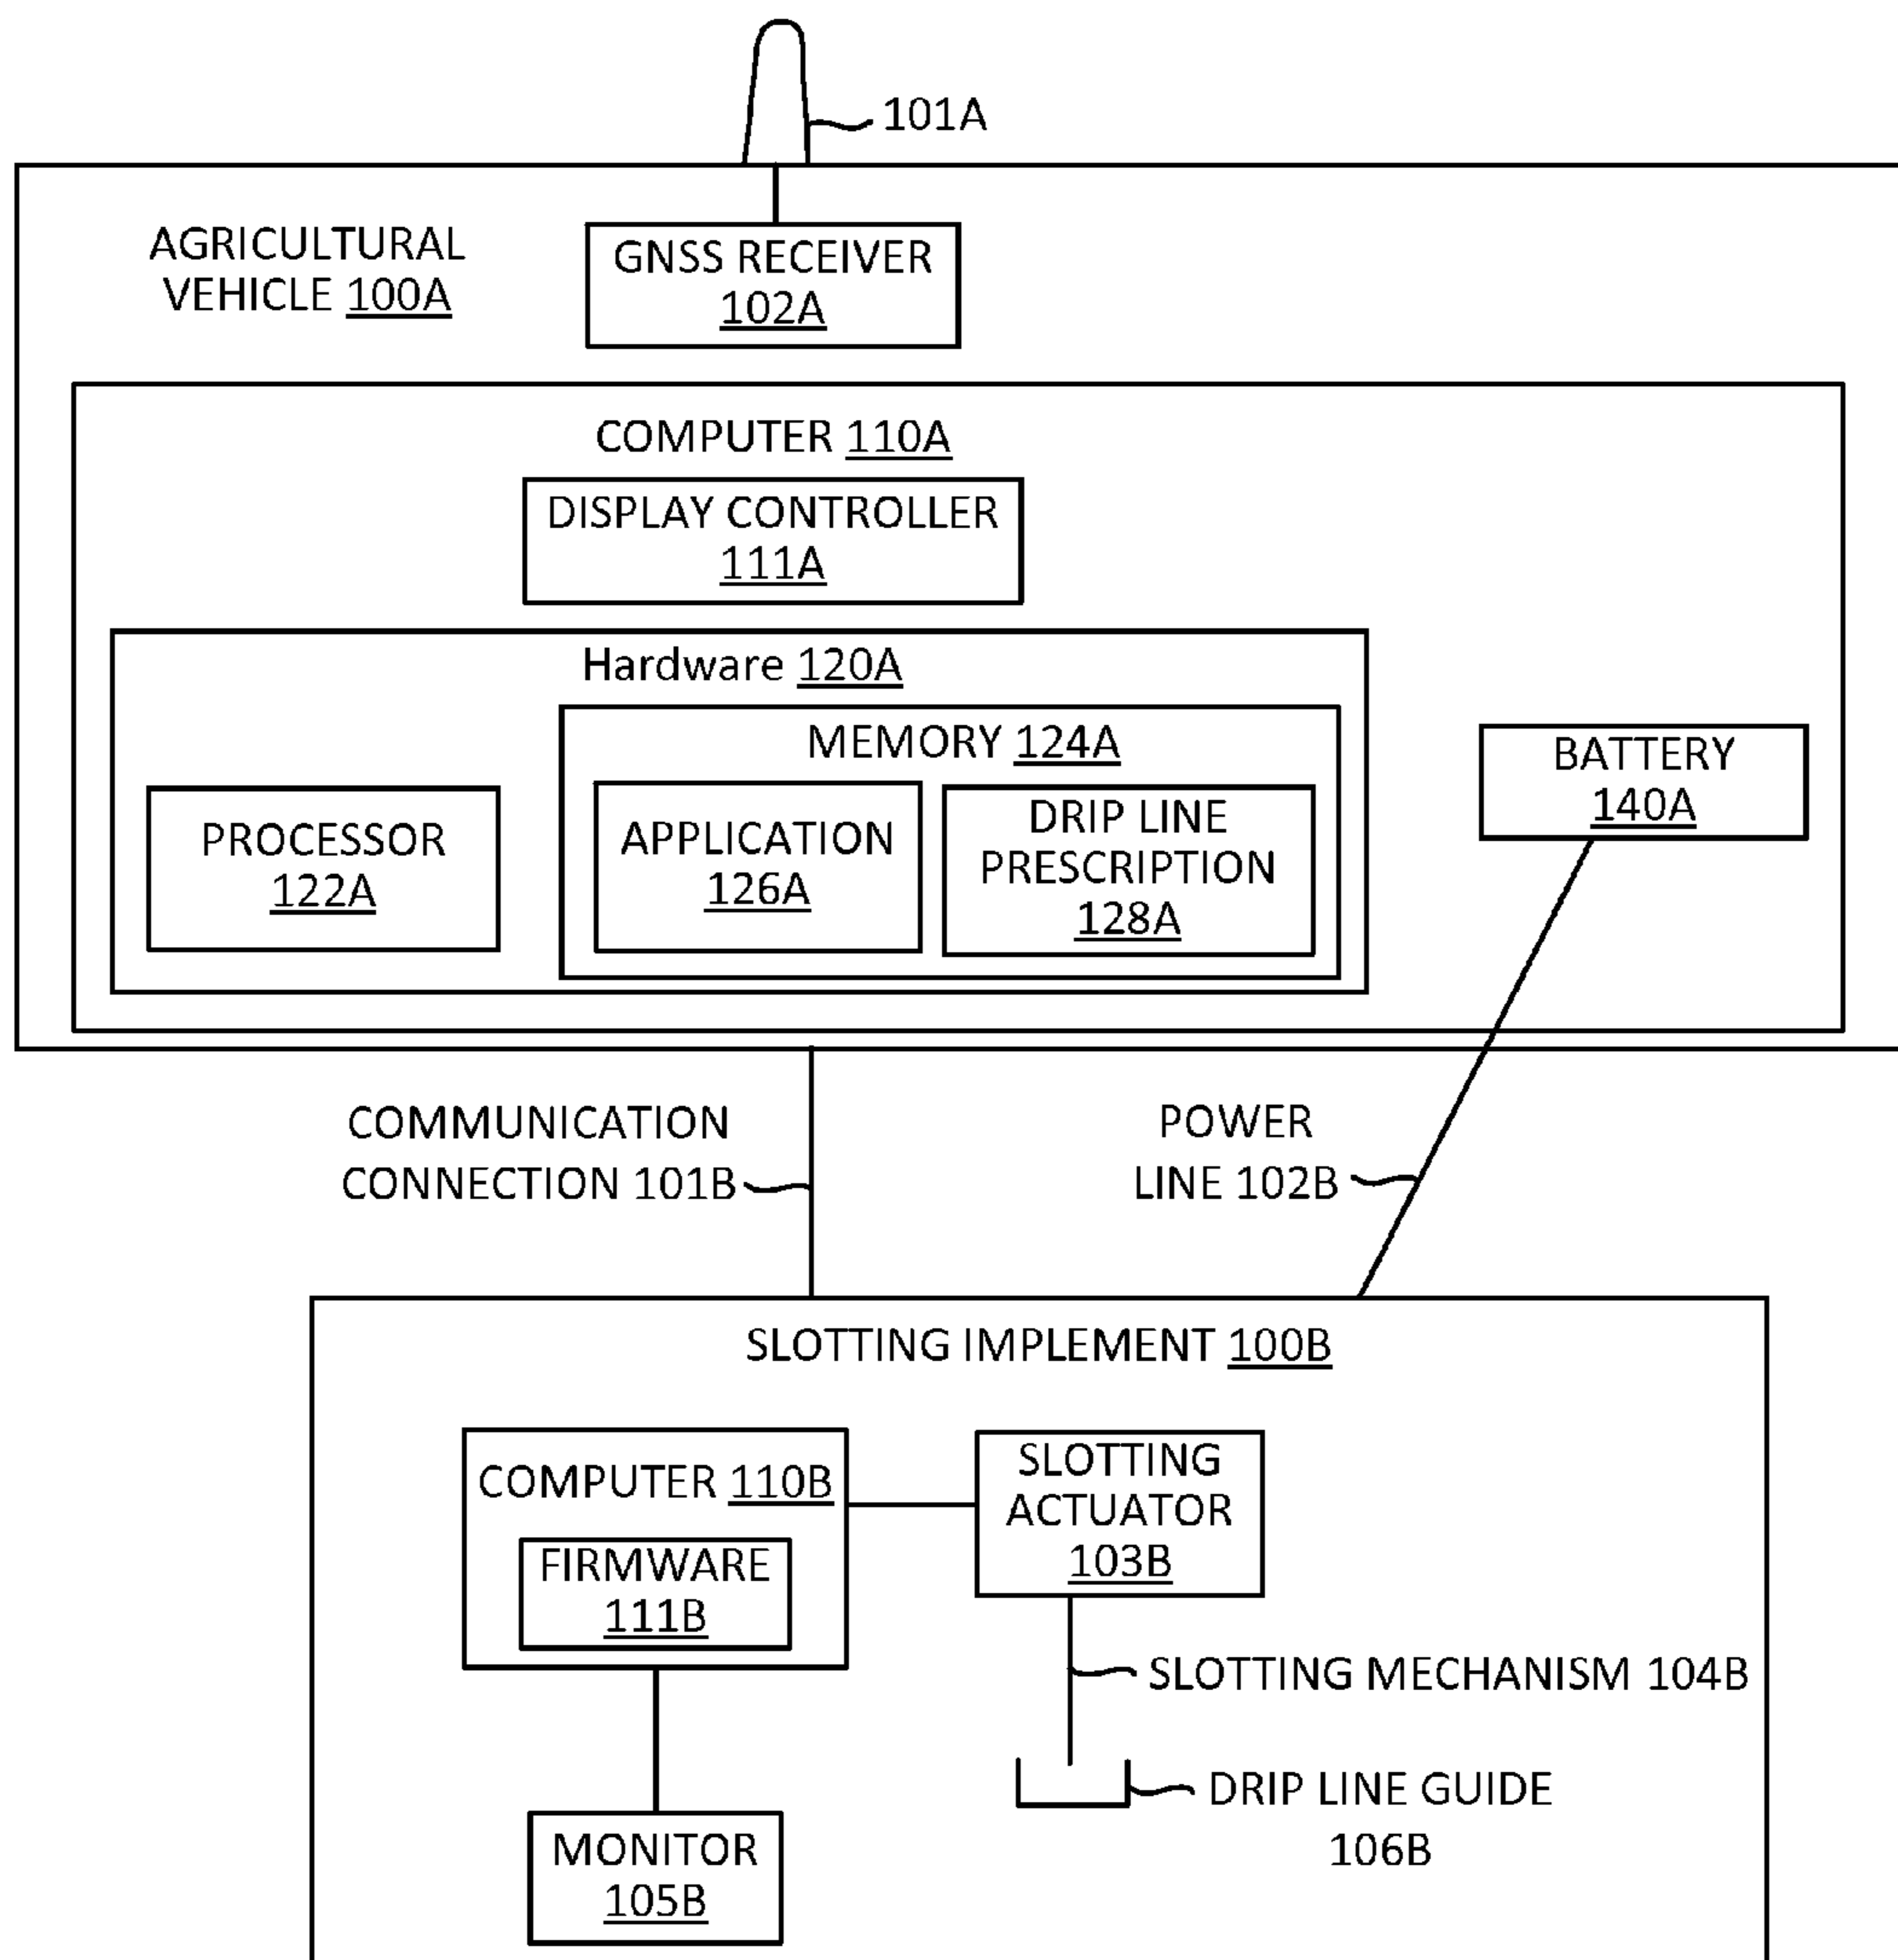 101A
AGRICULTURAL
VEHICLE 100A
GNSS RECEIVER
102A
COMPUTER 110A
DISPLAY CONTROLLER
111A
Hardware 120A
MEMORY 124A
PROCESSOR
122A
APPLICATION
126A
DRIP LINE
PRESCRIPTION
128A
BATTERY
140A
COMMUNICATION
CONNECTION 101B
POWER
LINE 102B
SLOTTING IMPLEMENT 100B
COMPUTER 110B
FIRMWARE
111B
SLOTTING
ACTUATOR
103B
SLOTTING MECHANISM 104B
DRIP LINE GUIDE
106B
MONITOR
105B